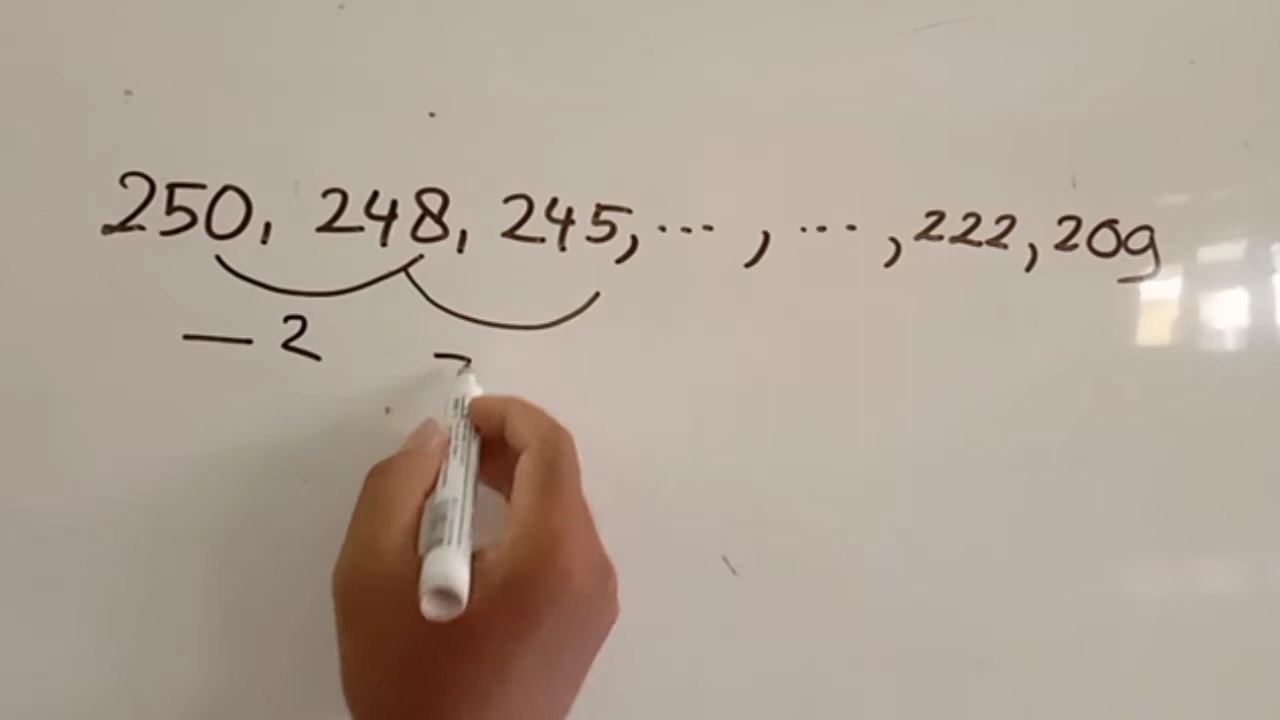 250, 248, 245, ... , ... , 222, 209
— 2 –